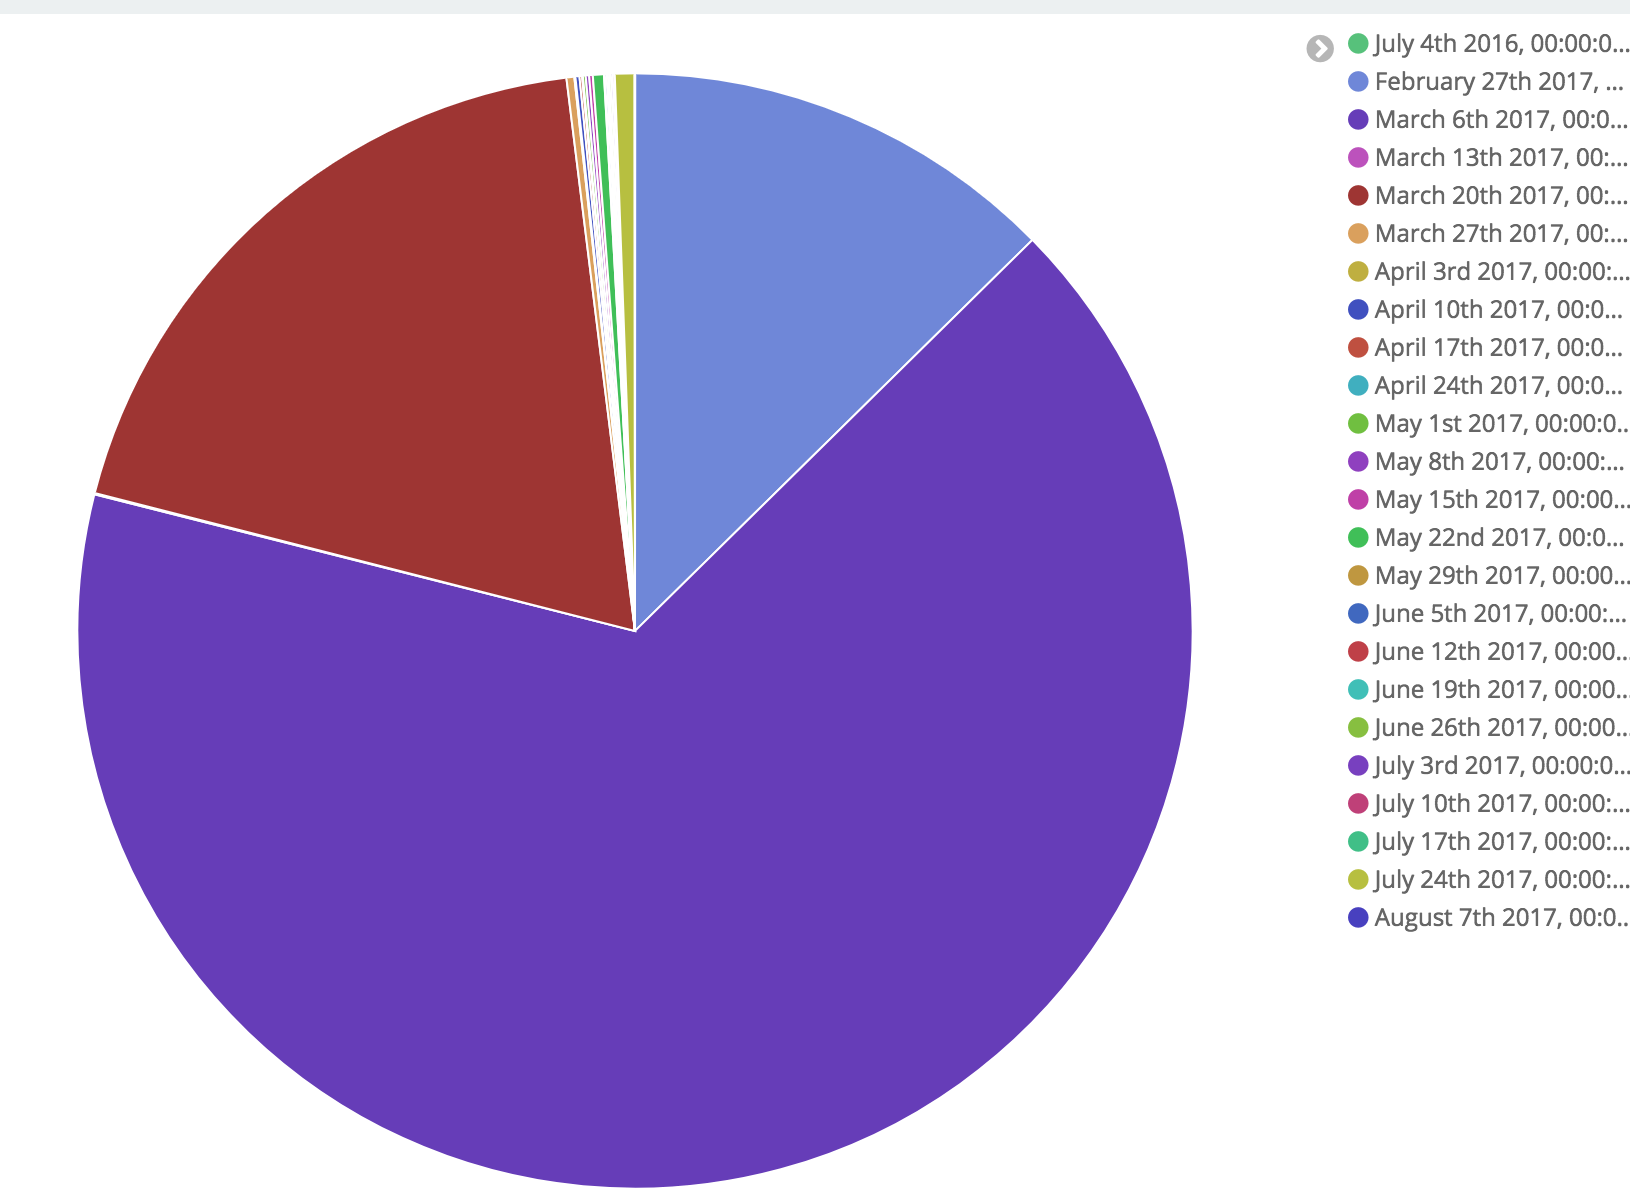 July 4th 2016, 00:00:0...
February 27th 2017, ...
March 6th 2017, 00:0...
March 13th 2017, 00:...
March 20th 2017, 00:...
March 27th 2017, 00:...
April 3rd 2017, 00:00:...
April 10th 2017, 00:0...
April 17th 2017, 00:0...
April 24th 2017, 00:0...
May 1st 2017, 00:00:0...
May 8th 2017, 00:00:...
May 15th 2017, 00:00...
May 22nd 2017, 00:0...
May 29th 2017, 00:00...
June 5th 2017, 00:00:...
June 12th 2017, 00:00...
June 19th 2017, 00:00...
June 26th 2017, 00:00...
July 3rd 2017, 00:00:0...
July 10th 2017, 00:00:...
July 17th 2017, 00:00:...
July 24th 2017, 00:00:...
August 7th 2017, 00:0...